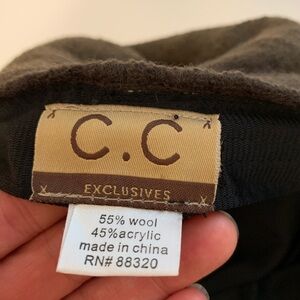 C.C
EXCLUSIVES
55% wool
45%acrylic
made in china
RN# 88320